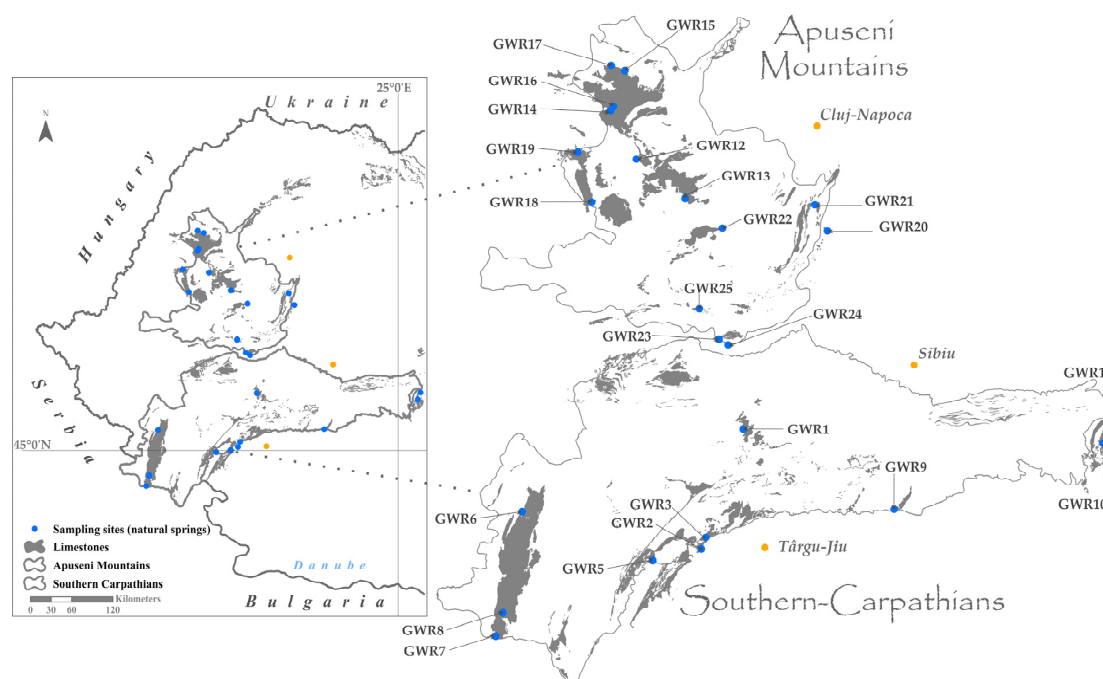 25°0'E
Ukraine
N
Hungary
Serbia
45°0'N
Sampling sites (natural springs)
Limestones
Apuseni Mountains
Southern Carpathians
Kilometers
0 30 60 120
Danube
Bulgaria
Apuseni
Mountains
GWR17
GWR15
GWR16
GWR14
Cluj-Napoca
GWR19
GWR12
GWR13
GWR18
GWR21
GWR22
GWR20
GWR25
GWR24
GWR23
Sibiu
GWR1
GWR1
GWR9
GWR3
GWR10
GWR6
GWR2
Târgu-Jiu
GWR5
Southern-Carpathians
GWR8
GWR7